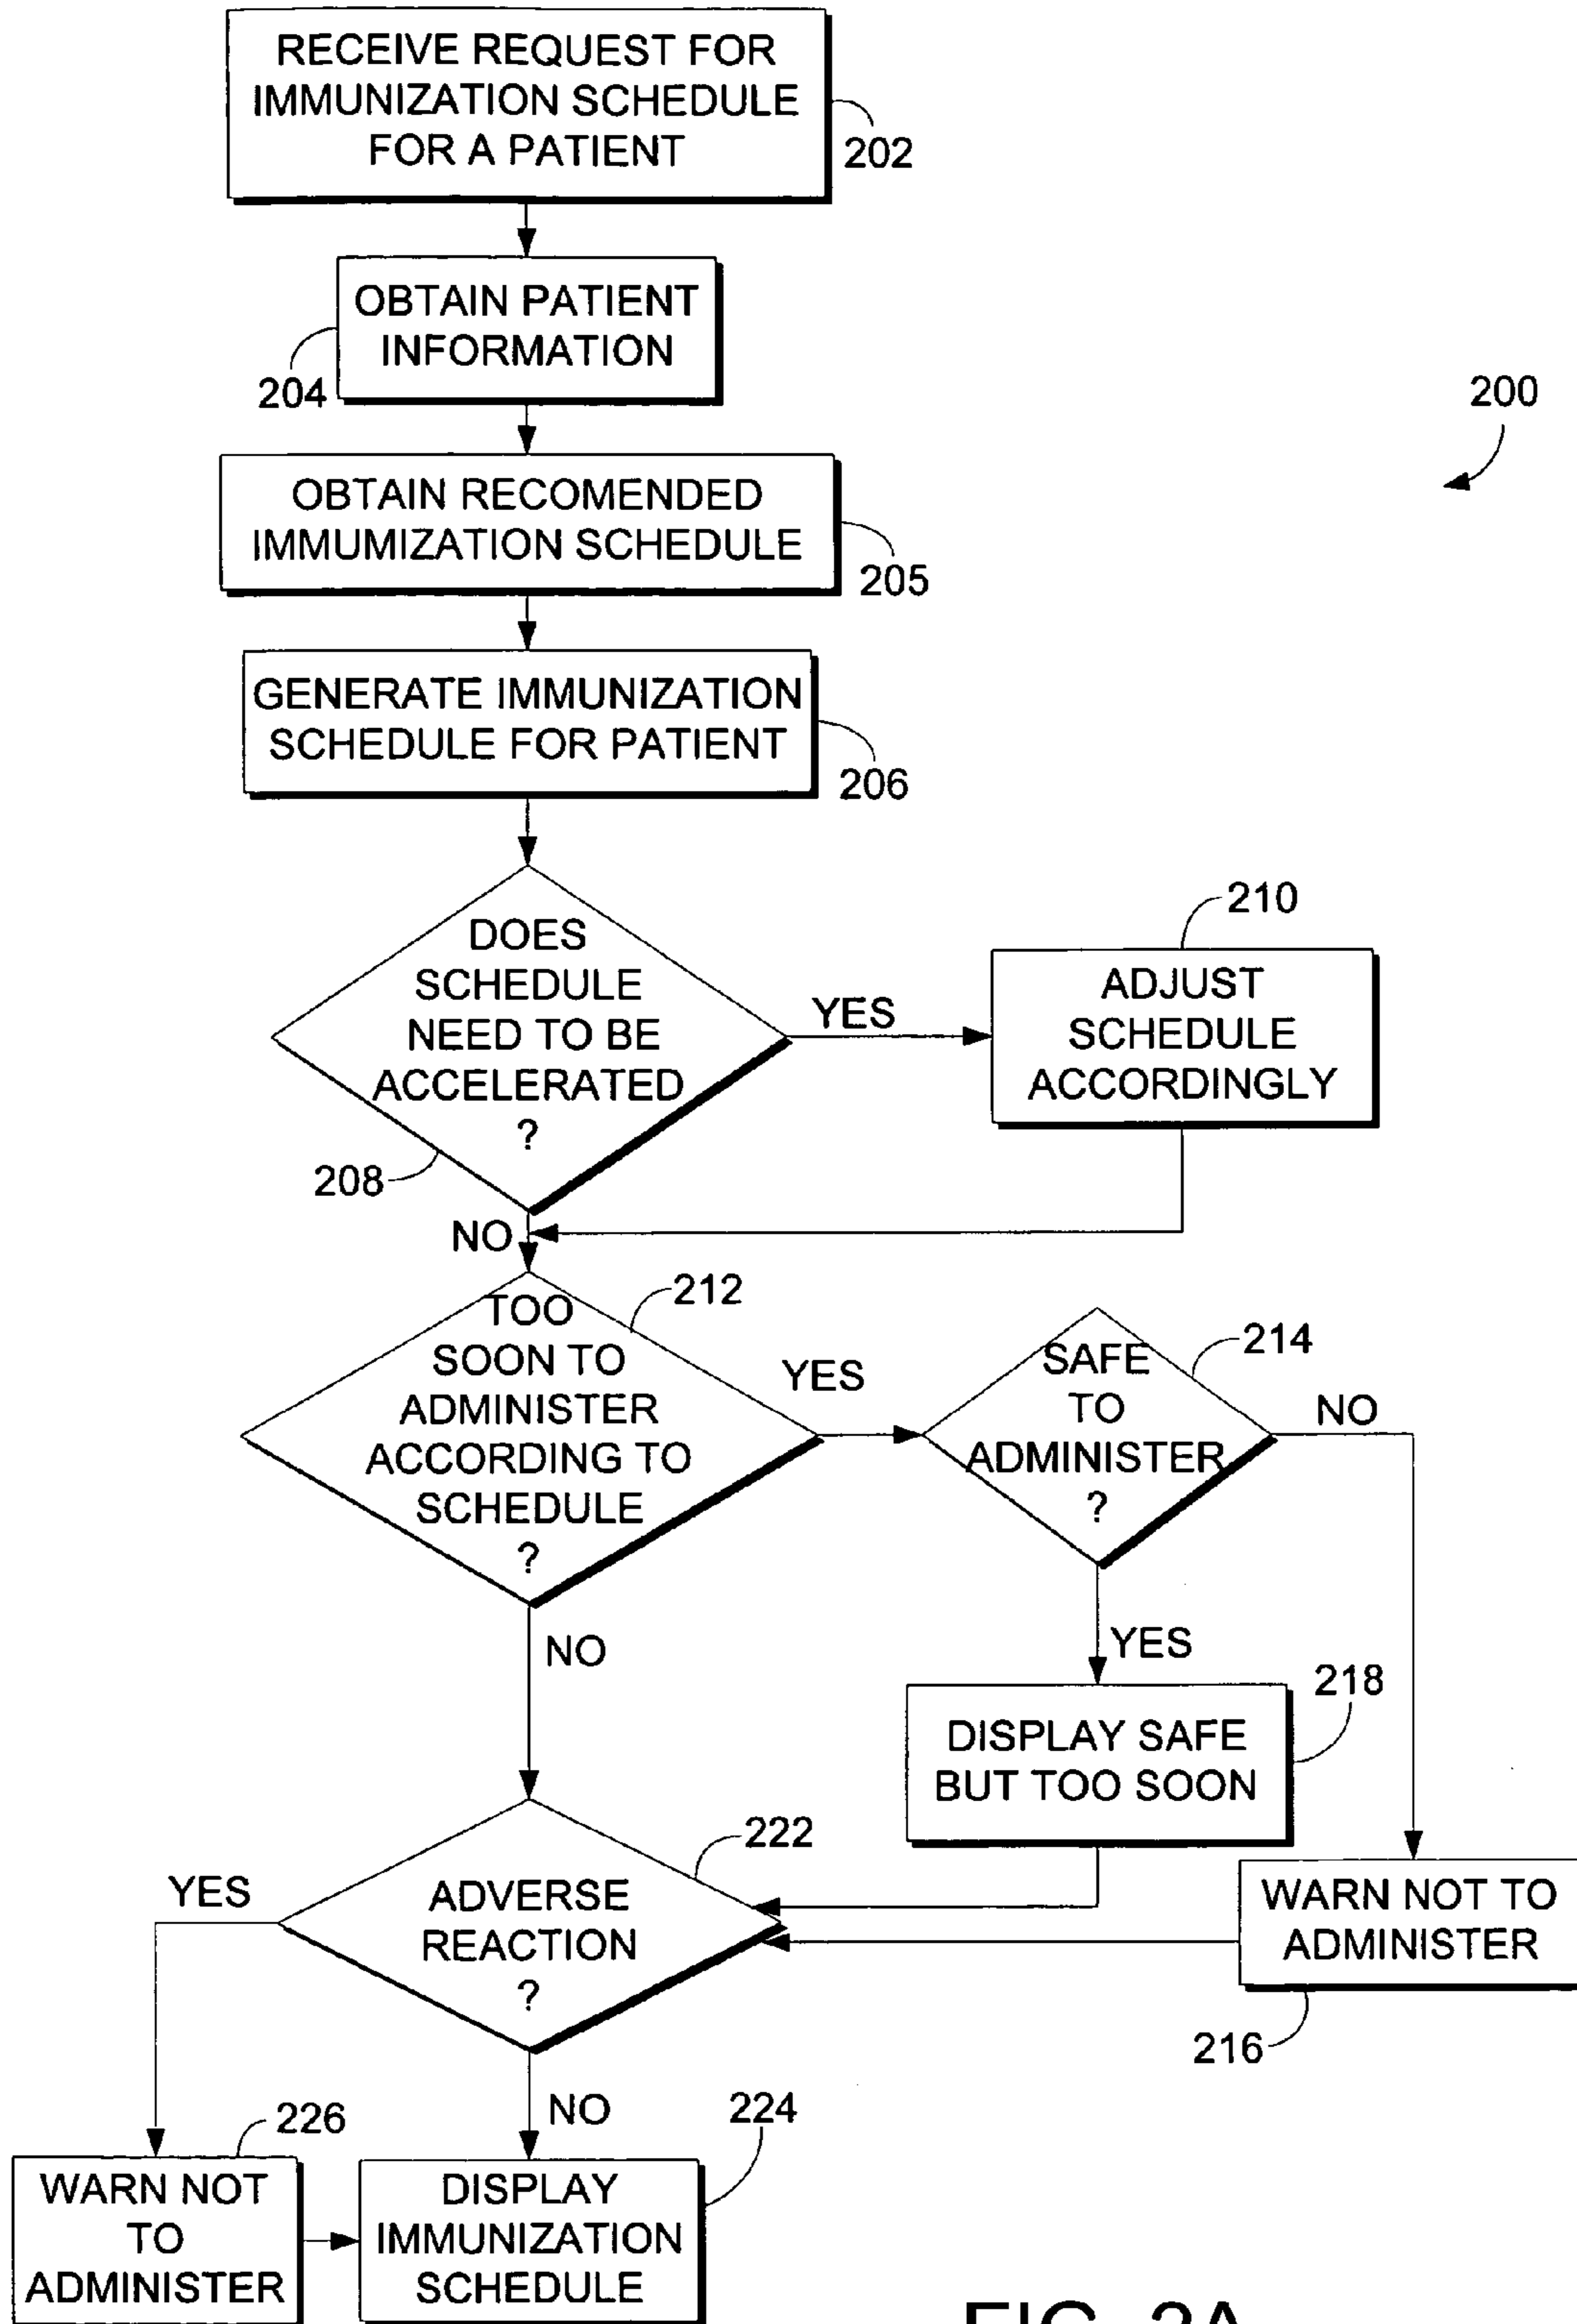 RECEIVE REQUEST FOR
IMMUNIZATION SCHEDULE
FOR A PATIENT
202
OBTAIN PATIENT
INFORMATION
204
200
OBTAIN RECOMENDED
IMMUMIZATION SCHEDULE
205
GENERATE IMMUNIZATION
SCHEDULE FOR PATIENT
206
DOES
SCHEDULE
NEED TO BE
ACCELERATED
?
208
YES
210
ADJUST
SCHEDULE
ACCORDINGLY
NO
TOO
SOON TO
ADMINISTER
ACCORDING TO
SCHEDULE
?
212
YES
SAFE
TO
ADMINISTER
?
214
NO
NO
YES
218
DISPLAY SAFE
BUT TOO SOON
222
ADVERSE
REACTION
?
YES
WARN NOT TO
ADMINISTER
216
NO
226
WARN NOT
TO
ADMINISTER
224
DISPLAY
IMMUNIZATION
SCHEDULE
FIG. 2A